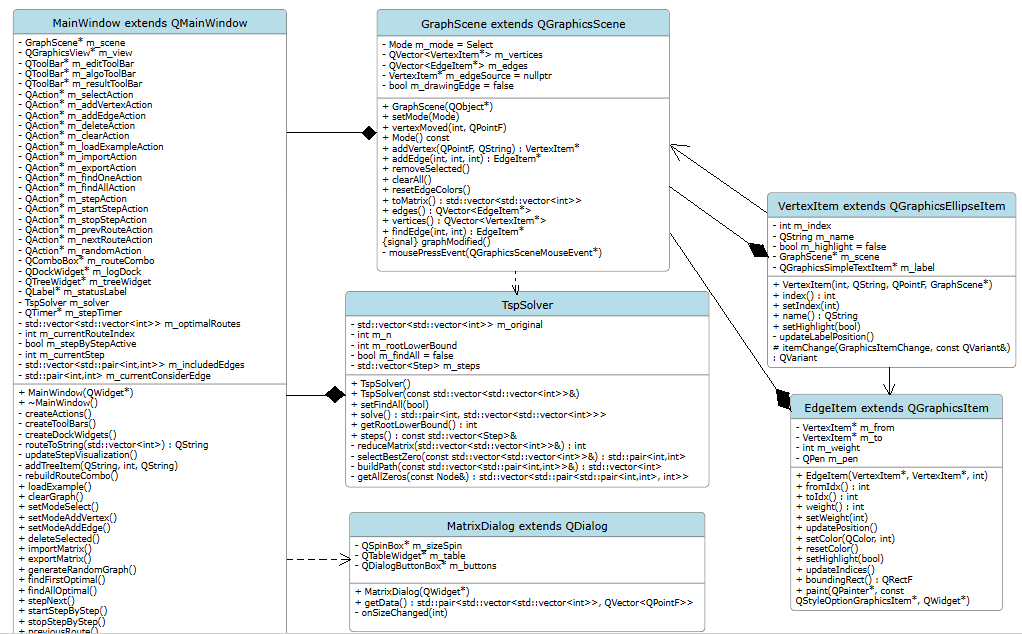 MainWindow extends QMainWindow
- GraphScene* m_scene
- QGraphicsView* m_view
- QToolBar* m_editToolBar
- QToolBar* m_algoToolBar
- QToolBar* m_resultToolBar
- QAction* m_selectAction
- QAction* m_addVertexAction
- QAction* m_addEdgeAction
- QAction* m_deleteAction
- QAction* m_clearAction
- QAction* m_loadExampleAction
- QAction* m_importAction
- QAction* m_exportAction
- QAction* m_findOneAction
- QAction* m_findAllAction
- QAction* m_stepAction
- QAction* m_startStepAction
- QAction* m_stopStepAction
- QAction* m_prevRouteAction
- QAction* m_nextRouteAction
- QAction* m_randomAction
- QComboBox* m_routeCombo
- QDockWidget* m_logDock
- QTreeWidget* m_treeWidget
- QLabel* m_statusLabel
- TspSolver m_solver
- QTimer* m_stepTimer
- std::vector<std::vector<int>> m_optimalRoutes
- int m_currentRouteIndex
- bool m_stepByStepActive
- int m_currentStep
- std::vector<std::pair<int,int>> m_includedEdges
- std::pair<int,int> m_currentConsiderEdge
+ MainWindow(QWidget*)
+ ~MainWindow()
- createActions()
- createToolBars()
- createDockWidgets()
- routeToString(std::vector<int>) : QString
- updateStepVisualization()
- addTreeItem(QString, int, QString)
- rebuildRouteCombo()
+ loadExample()
+ clearGraph()
+ setModeSelect()
+ setModeAddVertex()
+ setModeAddEdge()
+ deleteSelected()
+ importMatrix()
+ exportMatrix()
+ generateRandomGraph()
+ findFirstOptimal()
+ findAllOptimal()
+ stepNext()
+ startStepByStep()
+ stopStepByStep()
+ previousRoute()
GraphScene extends QGraphicsScene
- Mode m_mode = Select
- QVector<VertexItem*> m_vertices
- QVector<EdgeItem*> m_edges
- VertexItem* m_edgeSource = nullptr
- bool m_drawingEdge = false
+ GraphScene(QObject*)
+ setMode(Mode)
+ vertexMoved(int, QPointF)
+ Mode() const
+ addVertex(QPointF, QString) : VertexItem*
+ addEdge(int, int, int) : EdgeItem*
+ removeSelected()
+ clearAll()
+ resetEdgeColors()
+ toMatrix() : std::vector<std::vector<int>>
+ edges() : QVector<EdgeItem*>
+ vertices() : QVector<VertexItem*>
+ findEdge(int, int) : EdgeItem*
{signal} graphModified()
- mousePressEvent(QGraphicsSceneMouseEvent*)
TspSolver
- std::vector<std::vector<int>> m_original
- int m_n
- int m_rootLowerBound
- bool m_findAll = false
- std::vector<Step> m_steps
+ TspSolver()
+ TspSolver(const std::vector<std::vector<int>>&)
+ setFindAll(bool)
+ solve() : std::pair<int, std::vector<std::vector<int>>>
+ getRootLowerBound() : int
+ steps() : const std::vector<Step>&
- reduceMatrix(std::vector<std::vector<int>>&) : int
- selectBestZero(const std::vector<std::vector<int>>&) : std::pair<int,int>
- buildPath(const std::vector<std::pair<int,int>>&) : std::vector<int>
- getAllZeros(const Node&) : std::vector<std::pair<std::pair<int,int>, int>>
MatrixDialog extends QDialog
- QSpinBox* m_sizeSpin
- QTableWidget* m_table
- QDialogButtonBox* m_buttons
+ MatrixDialog(QWidget*)
+ getData() : std::pair<std::vector<std::vector<int>>, QVector<QPointF>>
- onSizeChanged(int)
VertexItem extends QGraphicsEllipseItem
- int m_index
- QString m_name
- bool m_highlight = false
- GraphScene* m_scene
- QGraphicsSimpleTextItem* m_label
+ VertexItem(int, QString, QPointF, GraphScene*)
+ index() : int
+ setIndex(int)
+ name() : QString
+ setHighlight(bool)
- updateLabelPosition()
# itemChange(GraphicsItemChange, const QVariant&)
: QVariant
EdgeItem extends QGraphicsItem
- VertexItem* m_from
- VertexItem* m_to
- int m_weight
- QPen m_pen
+ EdgeItem(VertexItem*, VertexItem*, int)
+ fromIdx() : int
+ toIdx() : int
+ weight() : int
+ setWeight(int)
+ updatePosition()
+ setColor(QColor, int)
+ resetColor()
+ setHighlight(bool)
+ updateIndices()
+ boundingRect() : QRectF
+ paint(QPainter*, const
QStyleOptionGraphicsItem*, QWidget*)